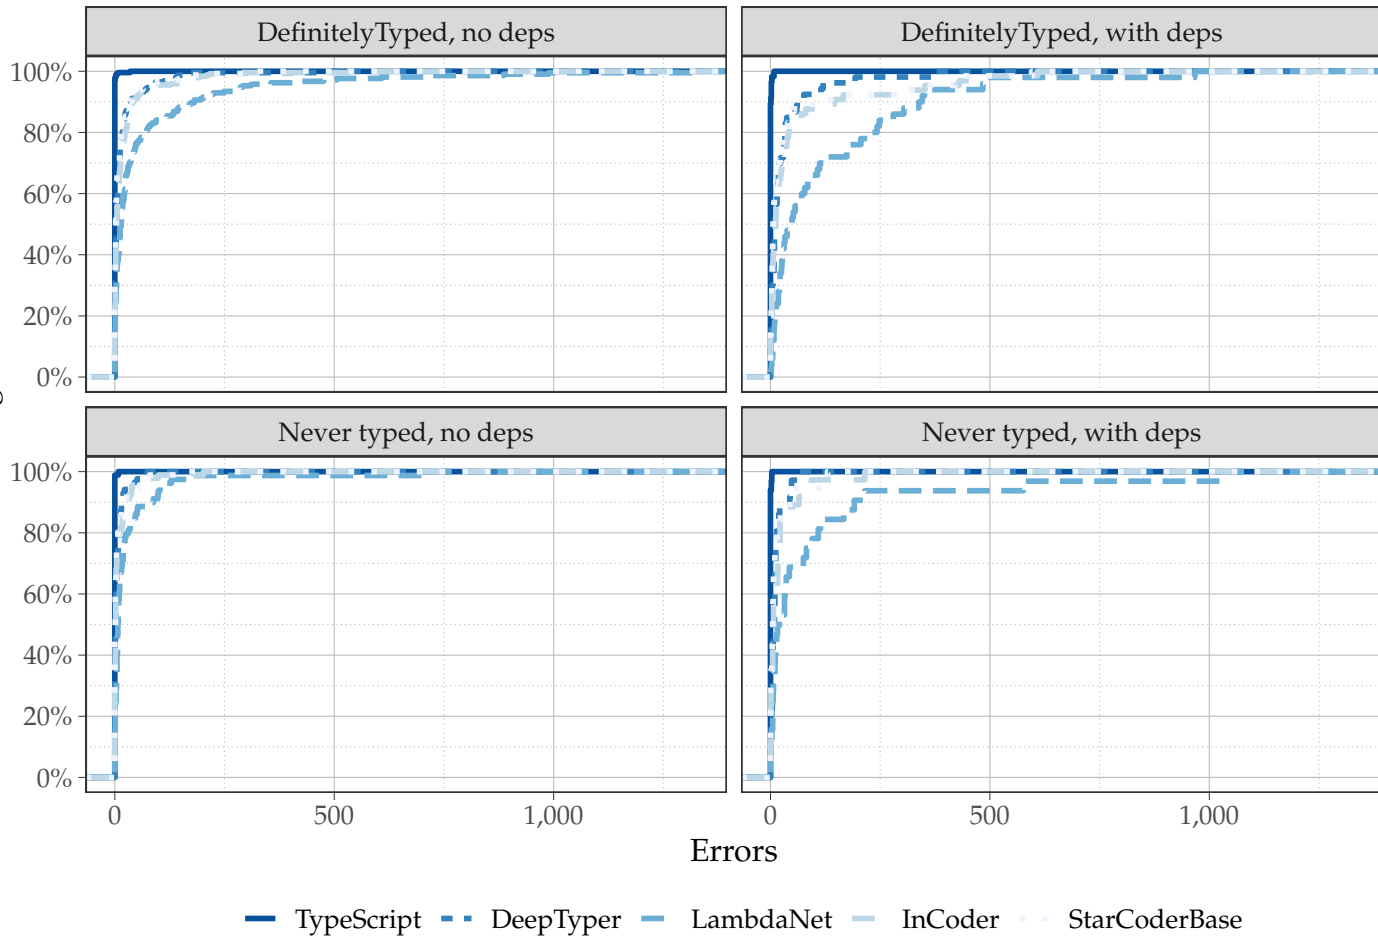 DefinitelyTyped, no deps
DefinitelyTyped, with deps
100%
80%
60%
40%
20%
0%
Never typed, no deps
Never typed, with deps
100%
80%
60%
40%
20%
0%
0 500 1,000 0 500 1,000
Errors
TypeScript DeepTyper LambdaNet InCoder StarCoderBase